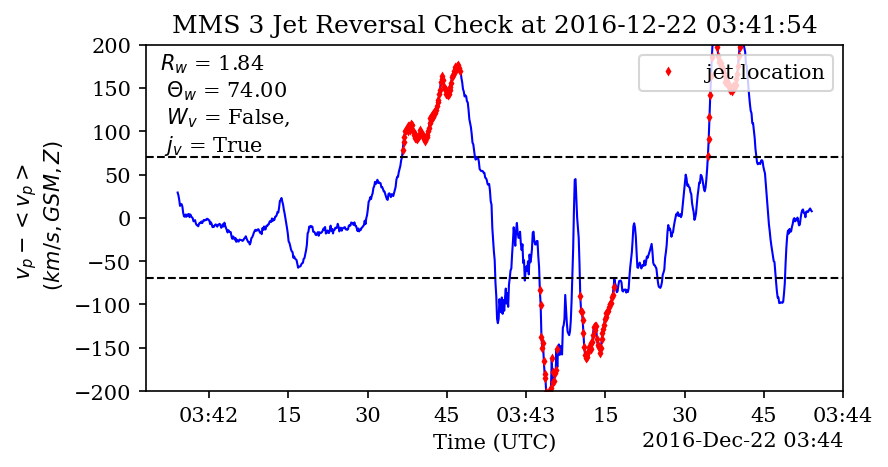 MMS 3 Jet Reversal Check at 2016-12-22 03:41:54
R_w = 1.84
Θ_w = 74.00
W_v = False,
j_v = True
jet location
200
150
100
50
0
−50
−100
−150
−200
v_p − < v_p >
(km/s, GSM, Z)
03:42 15 30 45 03:43 15 30 45 03:44
Time (UTC)
2016-Dec-22 03:44